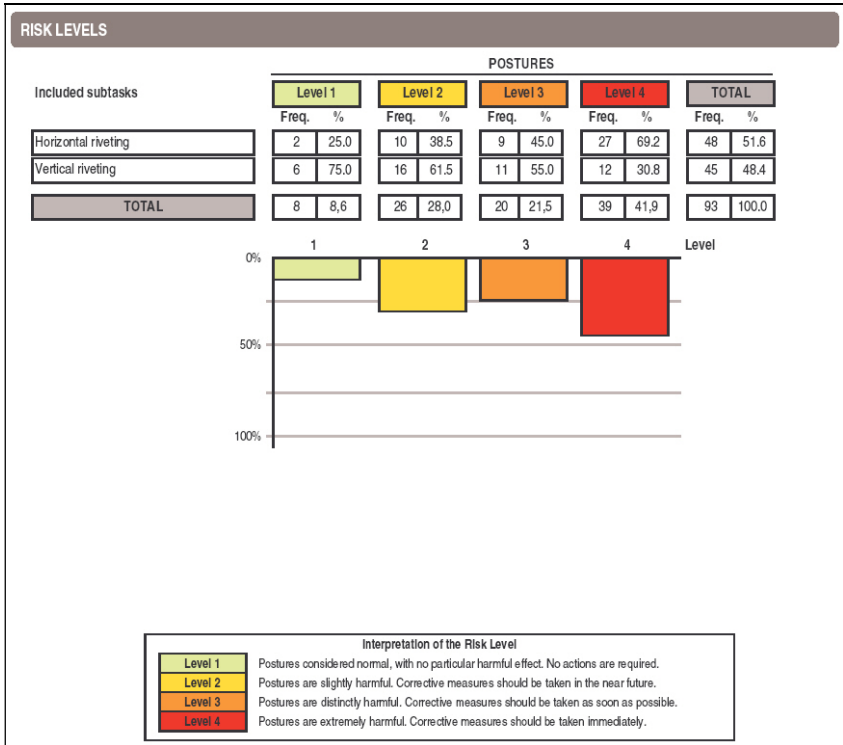 RISK LEVELS
POSTURES
Included subtasks Level 1 Level 2 Level 3 Level 4 TOTAL
Freq. % Freq. % Freq. % Freq. % Freq. %
Horizontal riveting 2 25.0 10 38.5 9 45.0 27 69.2 48 51.6
Vertical riveting 6 75.0 16 61.5 11 55.0 12 30.8 45 48.4
TOTAL 8 8,6 26 28,0 20 21,5 39 41,9 93 100.0
1 2 3 4 Level
0%
50%
100%
Interpretation of the Risk Level
Level 1 Postures considered normal, with no particular harmful effect. No actions are required.
Level 2 Postures are slightly harmful. Corrective measures should be taken in the near future.
Level 3 Postures are distinctly harmful. Corrective measures should be taken as soon as possible.
Level 4 Postures are extremely harmful. Corrective measures should be taken immediately.